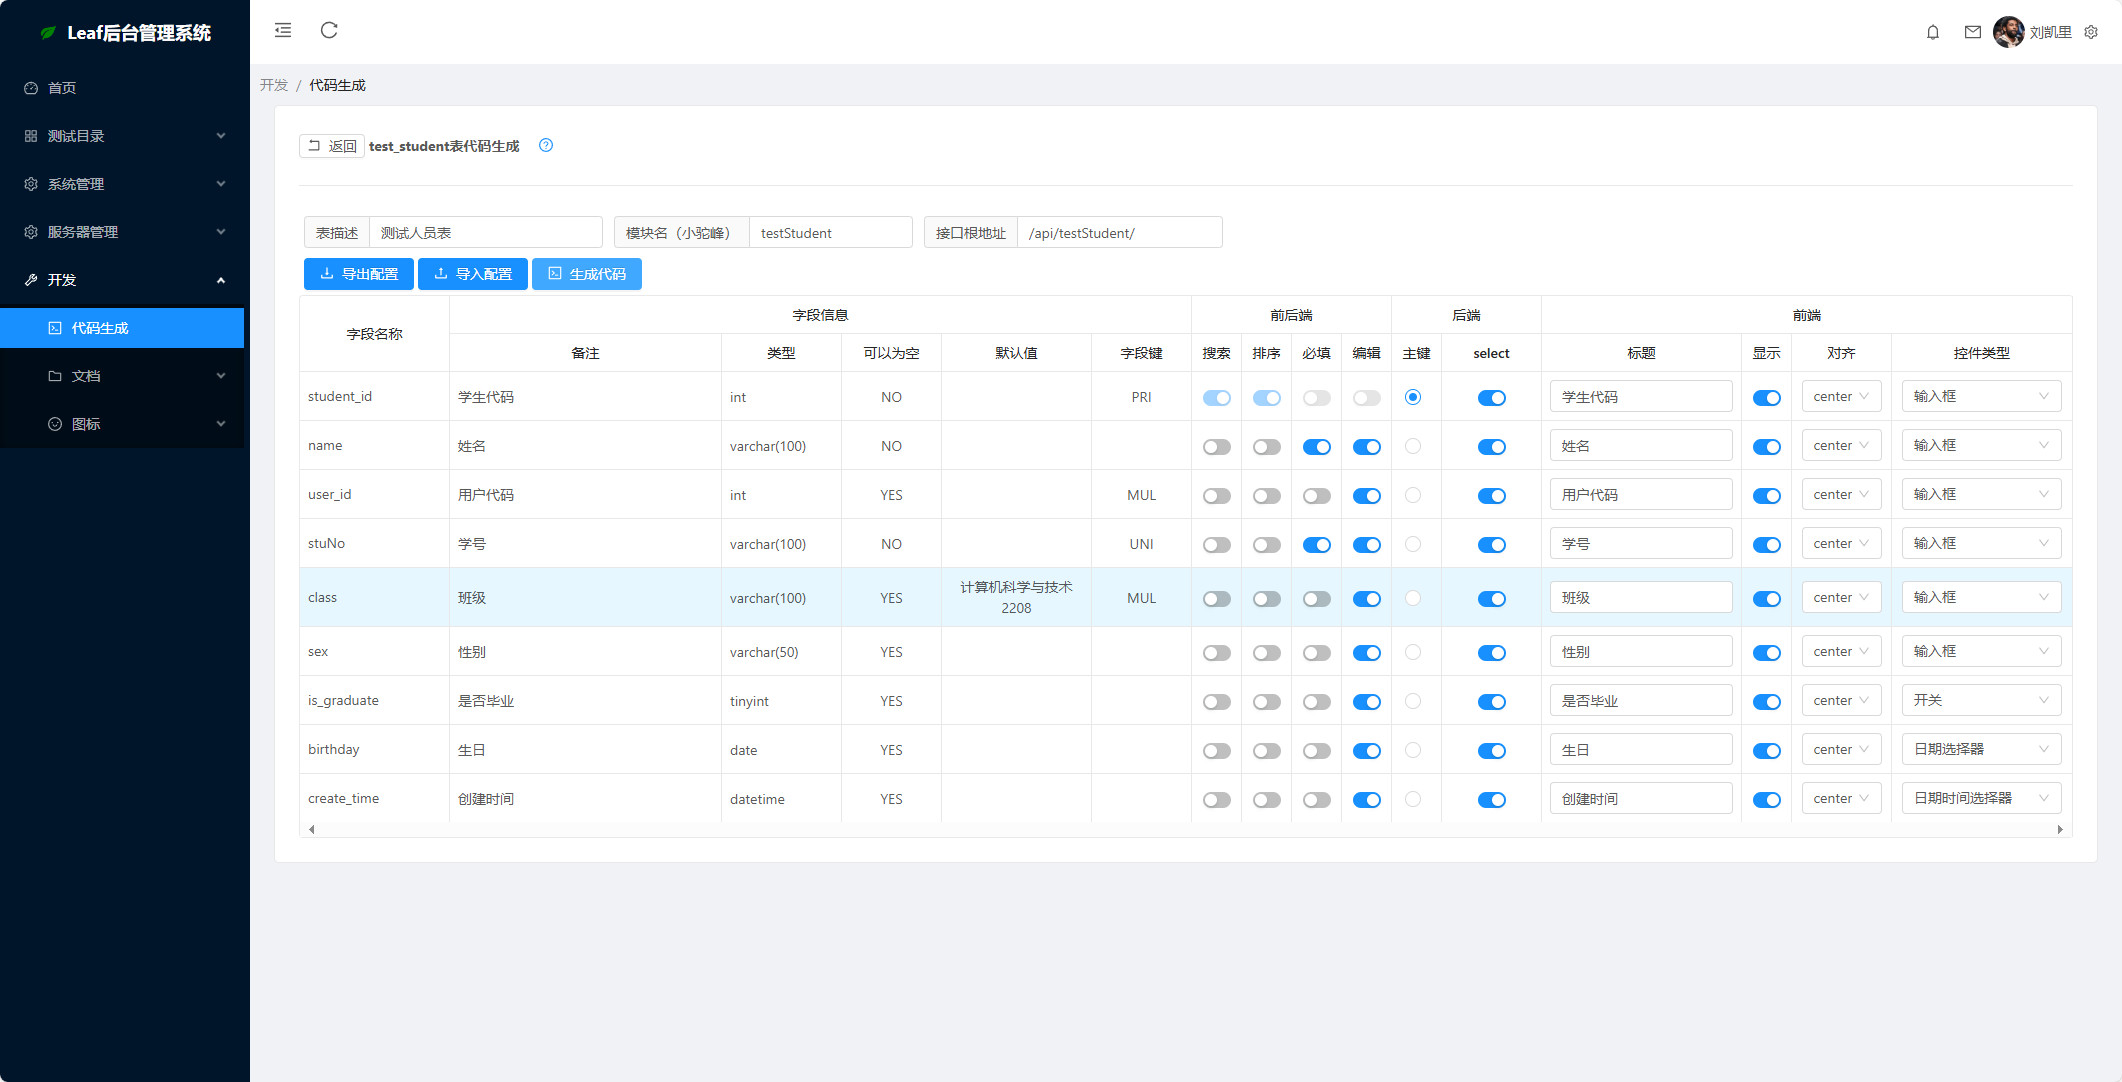 Leaf后台管理系统
首页
测试目录
系统管理
服务器管理
开发
代码生成
文档
图标
刘凯里
开发 / 代码生成
返回 test_student表代码生成
表描述 测试人员表 模块名（小驼峰） testStudent 接口根地址 /api/testStudent/
导出配置 导入配置 生成代码
字段名称 字段信息 前后端 后端 前端
备注 类型 可以为空 默认值 字段键 搜索 排序 必填 编辑 主键 select 标题 显示 对齐 控件类型
student_id 学生代码 int NO PRI 学生代码 center 输入框
name 姓名 varchar(100) NO 姓名 center 输入框
user_id 用户代码 int YES MUL 用户代码 center 输入框
stuNo 学号 varchar(100) NO UNI 学号 center 输入框
class 班级 varchar(100) YES 计算机科学与技术2208 MUL 班级 center 输入框
sex 性别 varchar(50) YES 性别 center 输入框
is_graduate 是否毕业 tinyint YES 是否毕业 center 开关
birthday 生日 date YES 生日 center 日期选择器
create_time 创建时间 datetime YES 创建时间 center 日期时间选择器